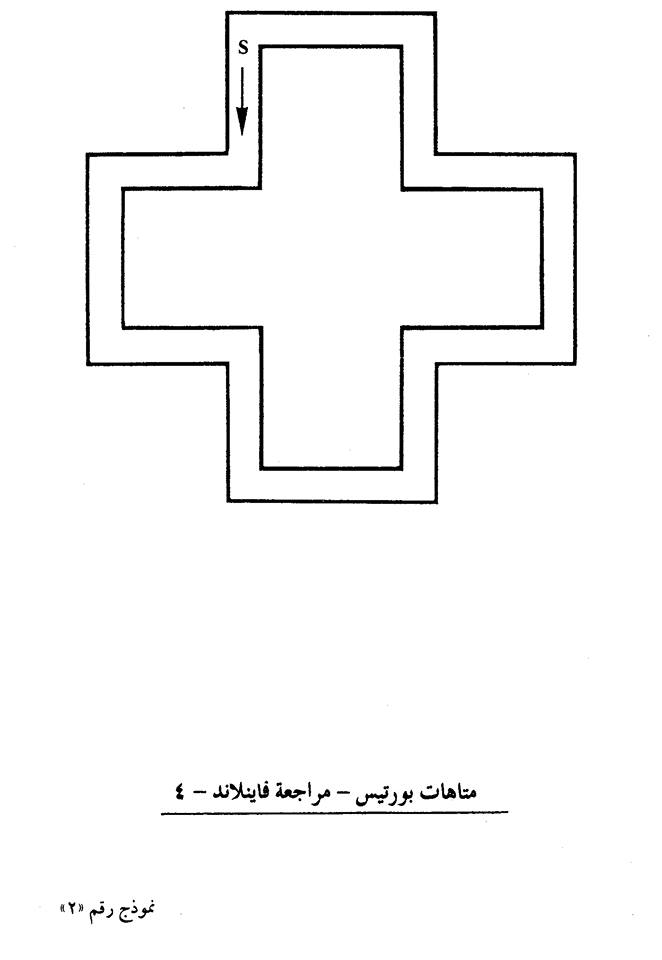 S
متاهات بورتيس – مراجعة فاينلاند – ٤
نموذج رقم «٢»